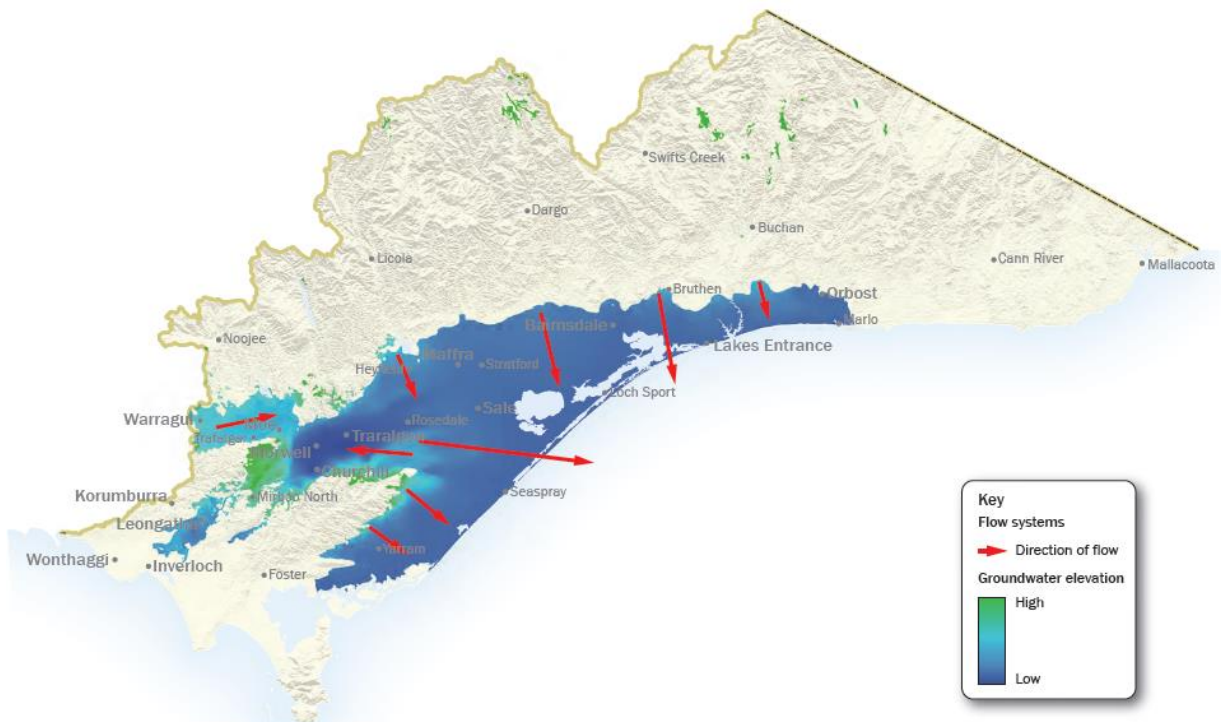 Swifts Creek
Dargo
Buchan
Licola
Cann River
Mallacoota
Bruthen
Orbost
Bairnsdale
Marlo
Noojee
Lakes Entrance
Maffra
Stratford
Heyfield
Loch Sport
Warragul
Sale
Moe
Rosedale
Trafalgar
Traralgon
Morwell
Churchill
Seaspray
Korumburra
Mirboo North
Leongatha
Yarram
Wonthaggi
Inverloch
Foster
Key
Flow systems
Direction of flow
Groundwater elevation
High
Low